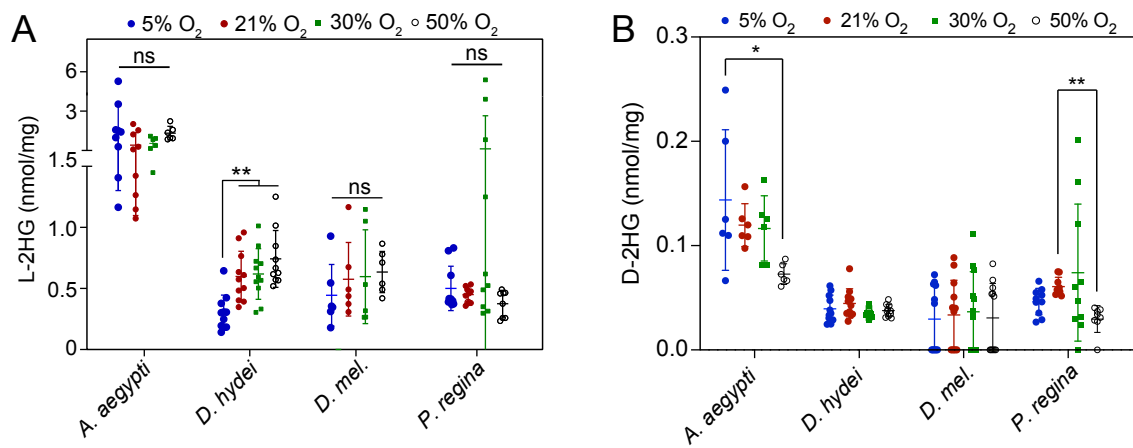 A
5% O2 21% O2 30% O2 50% O2
L-2HG (nmol/mg)
6
3
1.5
1.0
0.5
0
ns
**
ns
ns
A. aegypti
D. hydei
D. mel.
P. regina
B
5% O2 21% O2 30% O2 50% O2
D-2HG (nmol/mg)
0.3
0.2
0.1
0.0
*
**
A. aegypti
D. hydei
D. mel.
P. regina